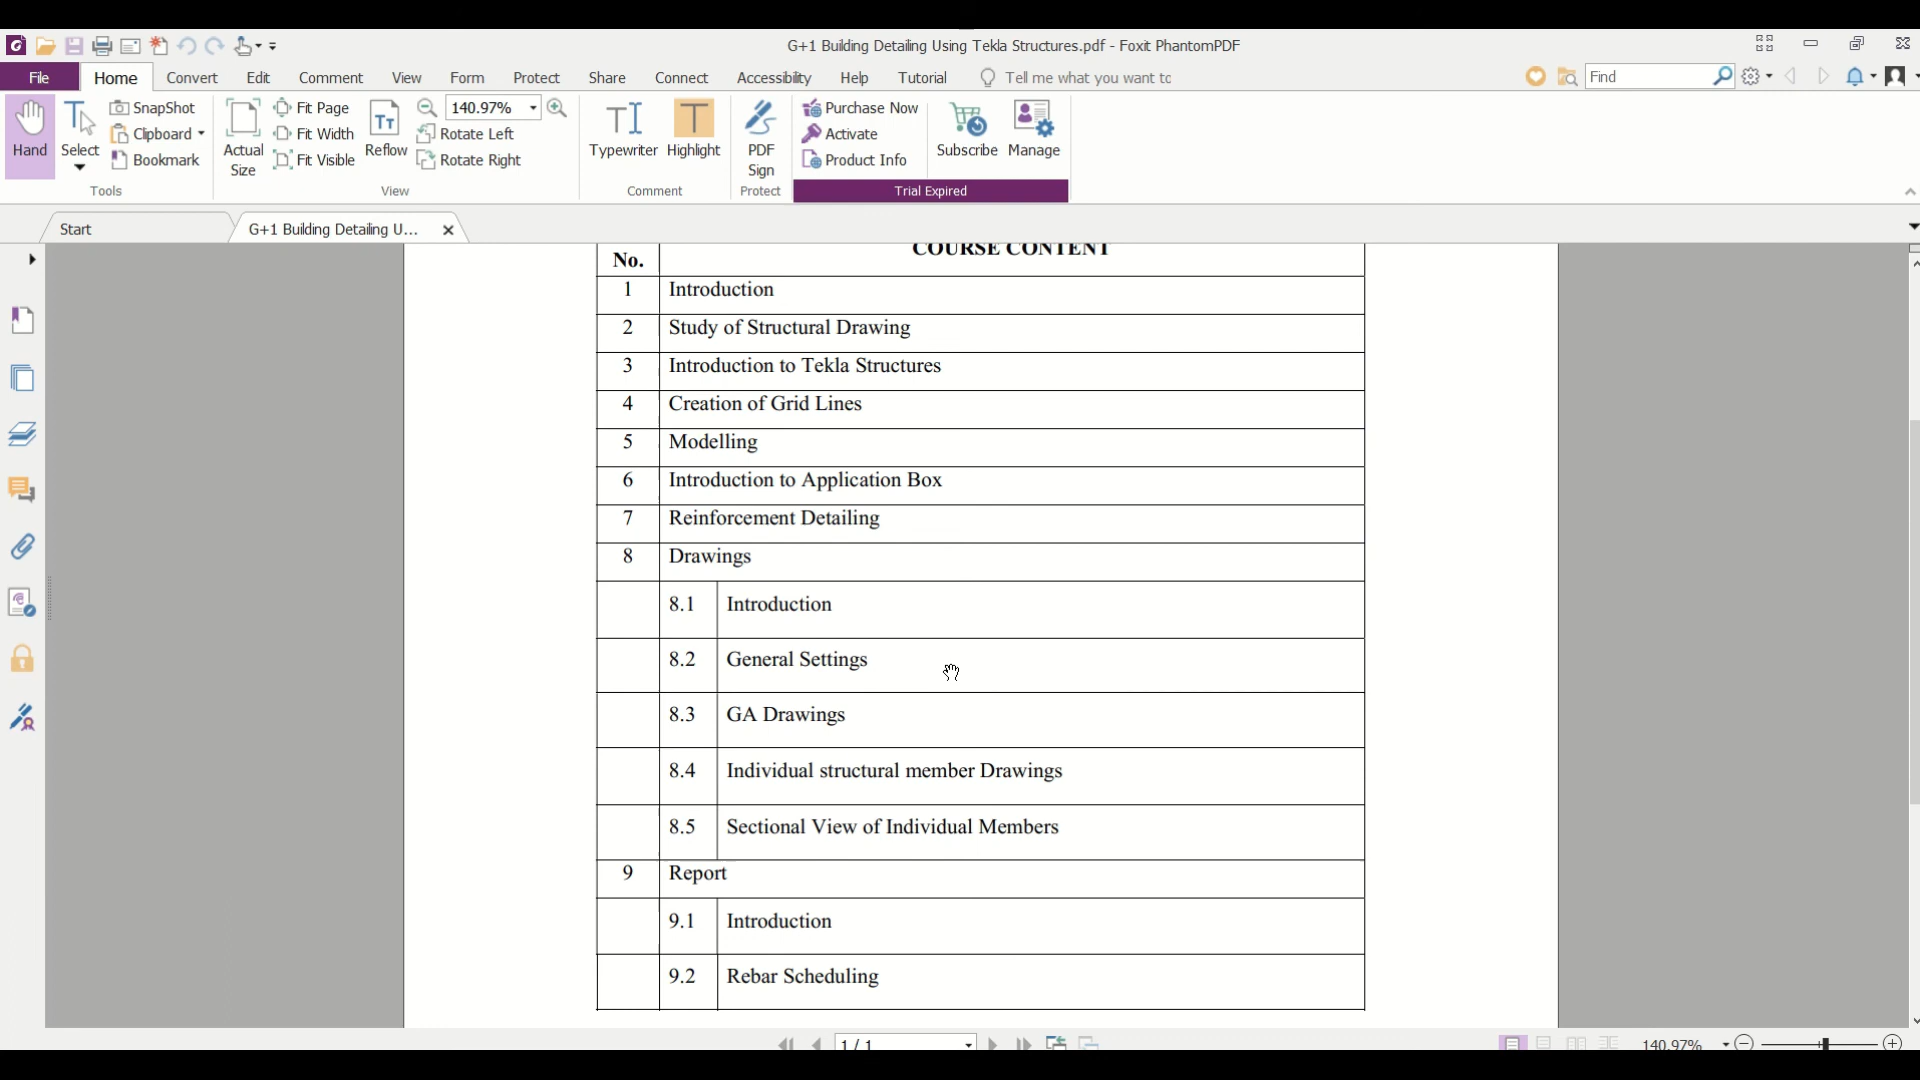 G+1 Building Detailing Using Tekla Structures.pdf - Foxit PhantomPDF
File Home Convert Edit Comment View Form Protect Share Connect Accessibility Help Tutorial Tell me what you want to Find
Hand
Select
SnapShot
Clipboard
Bookmark
Tools
Actual Size
Fit Page
Fit Width
Fit Visible
Reflow
140.97%
Rotate Left
Rotate Right
View
Typewriter
Highlight
Comment
PDF Sign
Protect
Purchase Now
Activate
Product Info
Trial Expired
Subscribe
Manage
Start G+1 Building Detailing U...
No. COURSE CONTENT
1 Introduction
2 Study of Structural Drawing
3 Introduction to Tekla Structures
4 Creation of Grid Lines
5 Modelling
6 Introduction to Application Box
7 Reinforcement Detailing
8 Drawings
8.1 Introduction
8.2 General Settings
8.3 GA Drawings
8.4 Individual structural member Drawings
8.5 Sectional View of Individual Members
9 Report
9.1 Introduction
9.2 Rebar Scheduling
1 / 1 140.97%